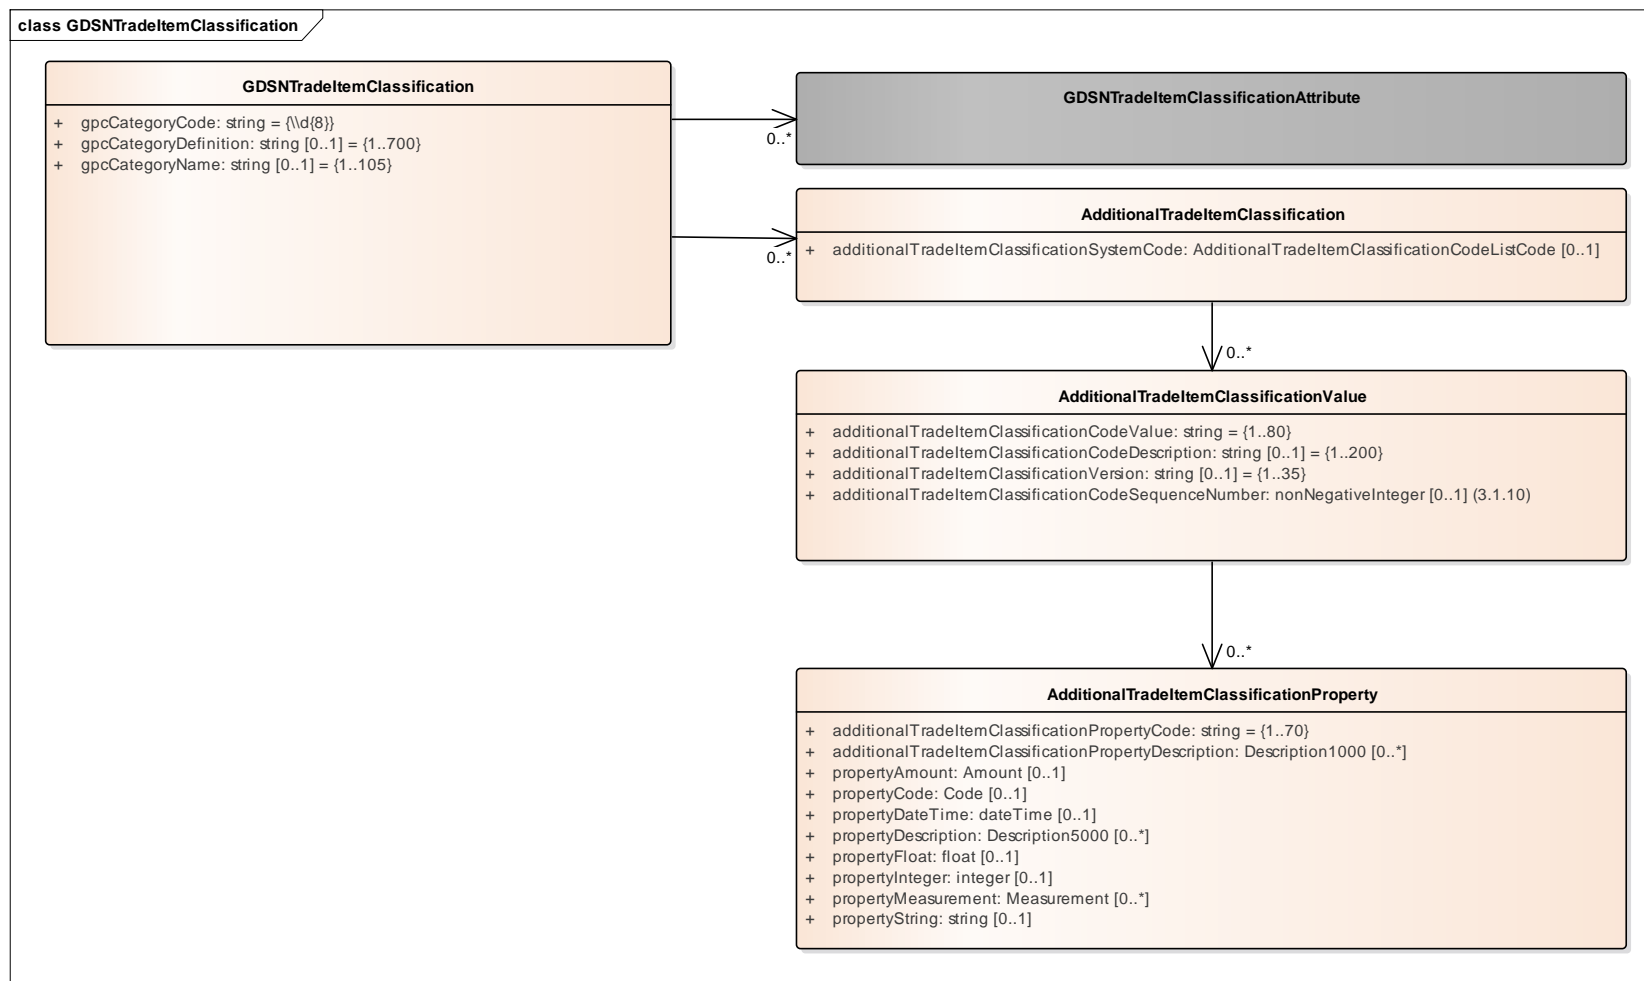 class GDSNTradeItemClassification
GDSNTradeItemClassification
+ gpcCategoryCode: string = {\\d{8}}
+ gpcCategoryDefinition: string [0..1] = {1..700}
+ gpcCategoryName: string [0..1] = {1..105}
0..*
GDSNTradeItemClassificationAttribute
0..*
AdditionalTradeItemClassification
+ additionalTradeItemClassificationSystemCode: AdditionalTradeItemClassificationCodeListCode [0..1]
0..*
AdditionalTradeItemClassificationValue
+ additionalTradeItemClassificationCodeValue: string = {1..80}
+ additionalTradeItemClassificationCodeDescription: string [0..1] = {1..200}
+ additionalTradeItemClassificationVersion: string [0..1] = {1..35}
+ additionalTradeItemClassificationCodeSequenceNumber: nonNegativeInteger [0..1] (3.1.10)
0..*
AdditionalTradeItemClassificationProperty
+ additionalTradeItemClassificationPropertyCode: string = {1..70}
+ additionalTradeItemClassificationPropertyDescription: Description1000 [0..*]
+ propertyAmount: Amount [0..1]
+ propertyCode: Code [0..1]
+ propertyDateTime: dateTime [0..1]
+ propertyDescription: Description5000 [0..*]
+ propertyFloat: float [0..1]
+ propertyInteger: integer [0..1]
+ propertyMeasurement: Measurement [0..*]
+ propertyString: string [0..1]